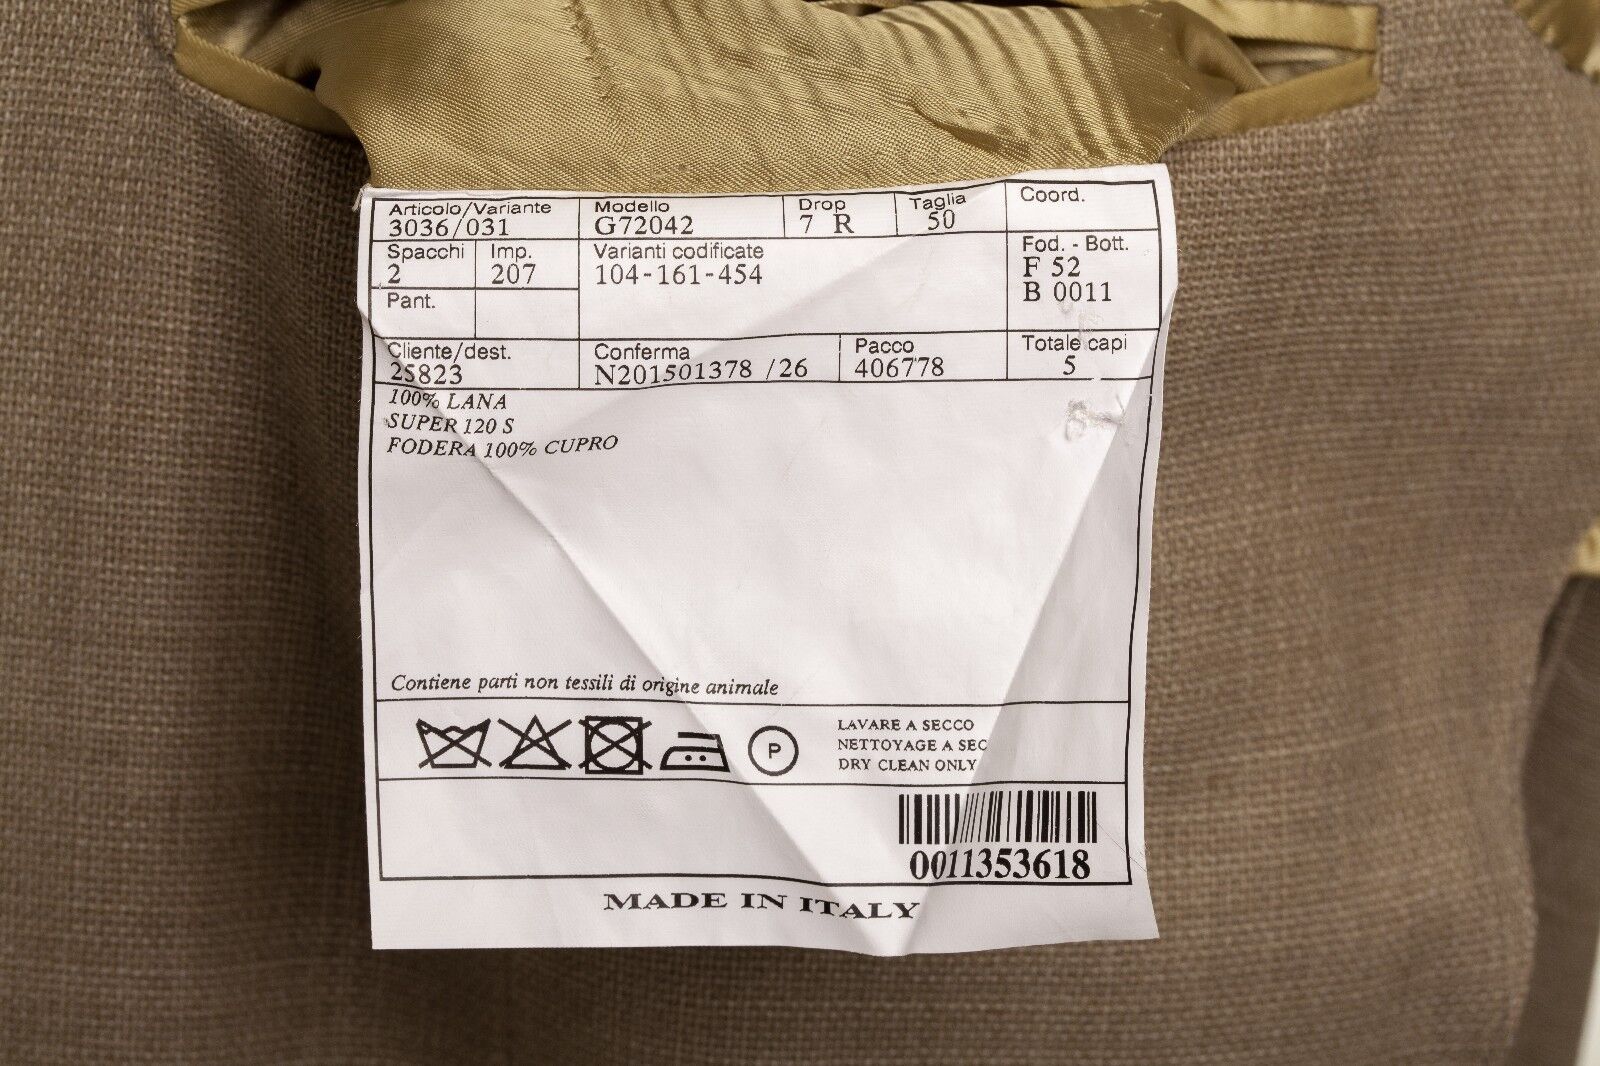 Articolo/Variante Modello Drop Taglia Coord.
3036/031 G72042 7 R 50
Spacchi Imp. Varianti codificate Fod. - Bott.
2 207 104-161-454 F 52
B 0011
Pant.
Cliente/dest. Conferma Pacco Totale capi
25823 N201501378 /26 406778 5
100% LANA
SUPER 120 S
FODERA 100% CUPRO
Contiene parti non tessili di origine animale
P
LAVARE A SECCO
NETTOYAGE A SEC
DRY CLEAN ONLY
0011353618
MADE IN ITALY